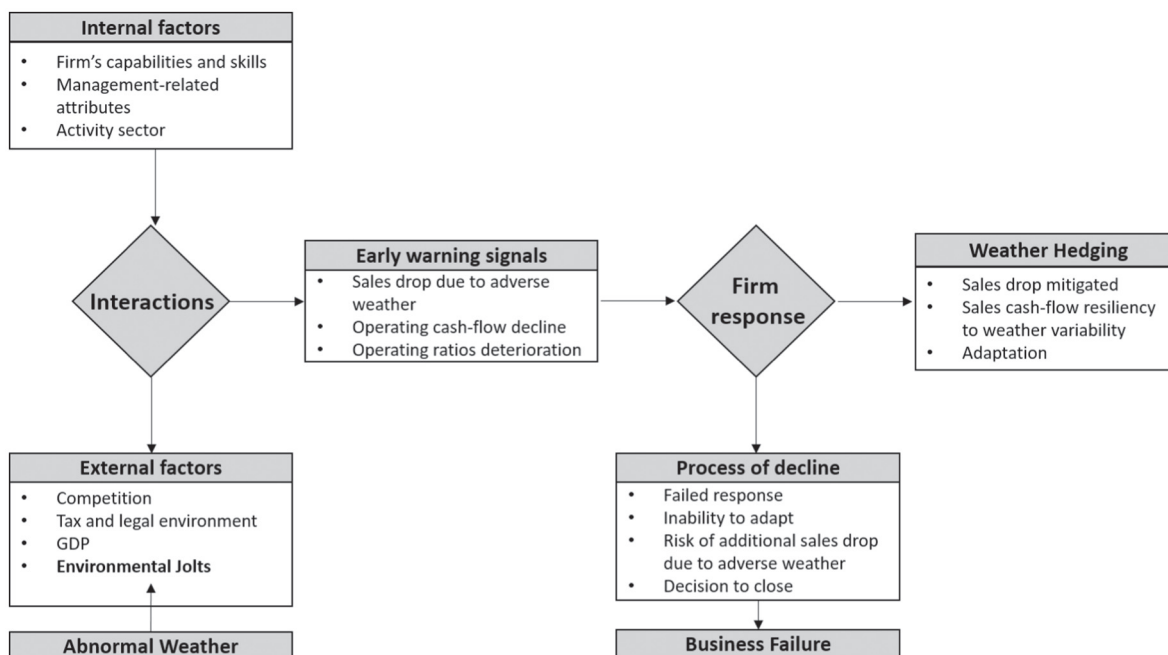 Internal factors
• Firm's capabilities and skills
• Management-related
attributes
• Activity sector
Interactions
Early warning signals
• Sales drop due to adverse
weather
• Operating cash-flow decline
• Operating ratios deterioration
Firm
response
Weather Hedging
• Sales drop mitigated
• Sales cash-flow resiliency
to weather variability
• Adaptation
External factors
• Competition
• Tax and legal environment
• GDP
• Environmental Jolts
Abnormal Weather
Process of decline
• Failed response
• Inability to adapt
• Risk of additional sales drop
due to adverse weather
• Decision to close
Business Failure